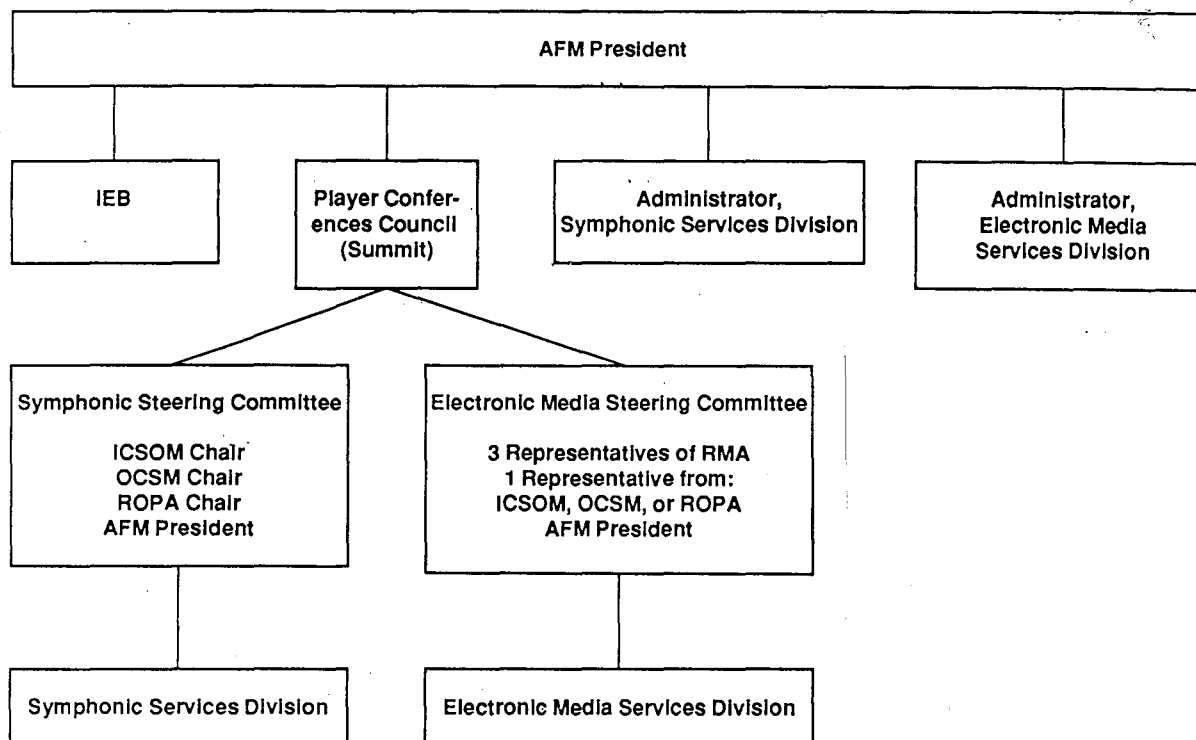 AFM President
IEB
Player Confer-
ences Council
(Summit)
Administrator,
Symphonic Services Division
Administrator,
Electronic Media
Services Division
Symphonic Steering Committee
ICSOM Chair
OCSM Chair
ROPA Chair
AFM President
Electronic Media Steering Committee
3 Representatives of RMA
1 Representative from:
ICSOM, OCSM, or ROPA
AFM President
Symphonic Services Division
Electronic Media Services Division